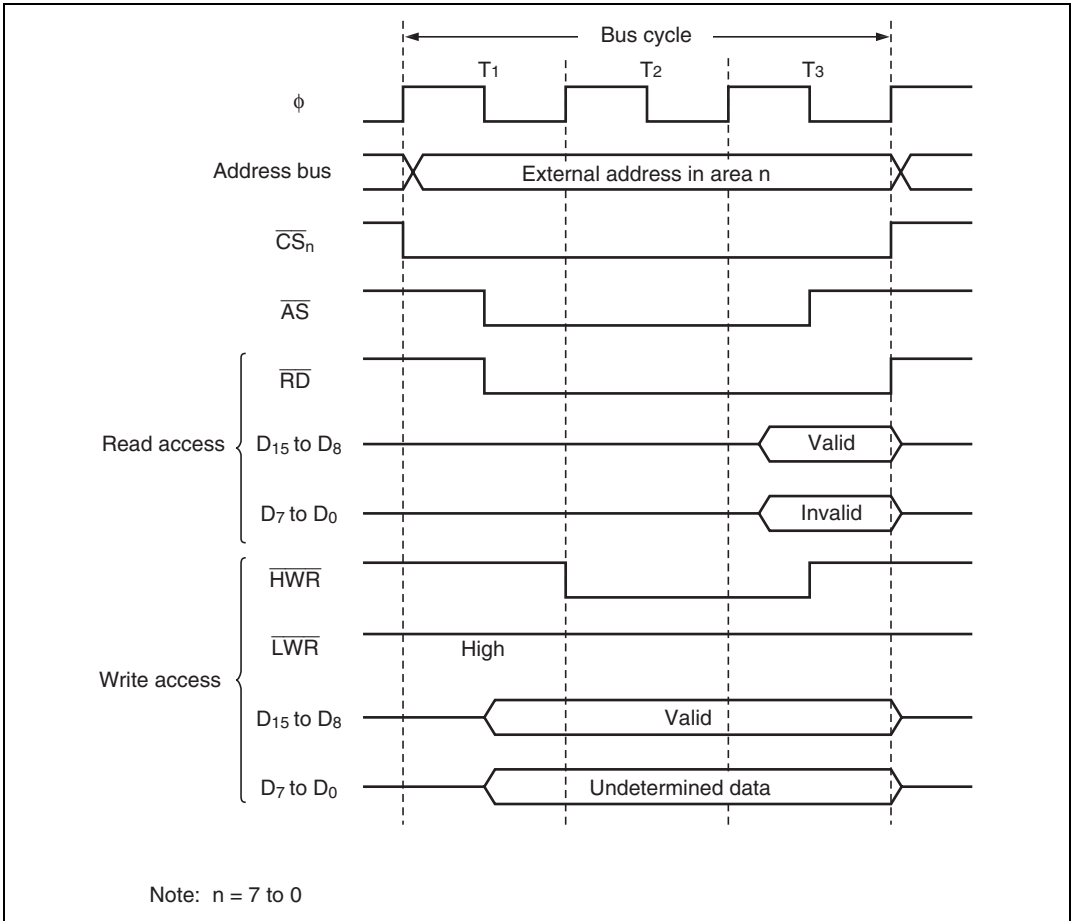 Bus cycle
T1 T2 T3
φ
Address bus External address in area n
CSn
AS
RD
Read access D15 to D8 Valid
D7 to D0 Invalid
HWR
LWR High
Write access
D15 to D8 Valid
D7 to D0 Undetermined data
Note: n = 7 to 0